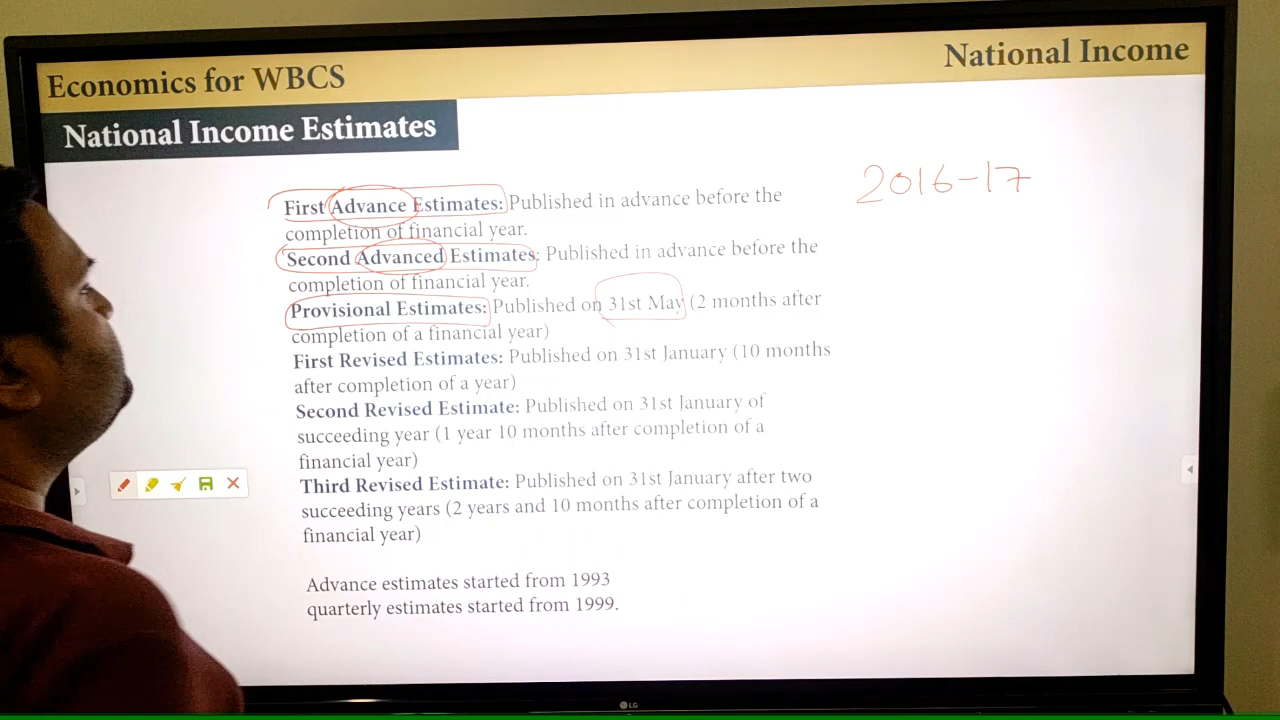 Economics for WBCS
National Income
National Income Estimates
2016-17
First Advance Estimates: Published in advance before the
completion of financial year.
Second Advanced Estimates: Published in advance before the
completion of financial year.
Provisional Estimates: Published on 31st May (2 months after
completion of a financial year)
First Revised Estimates: Published on 31st January (10 months
after completion of a year)
Second Revised Estimate: Published on 31st January of
succeeding year (1 year 10 months after completion of a
financial year)
Third Revised Estimate: Published on 31st January after two
succeeding years (2 years and 10 months after completion of a
financial year)
Advance estimates started from 1993
quarterly estimates started from 1999.
LG